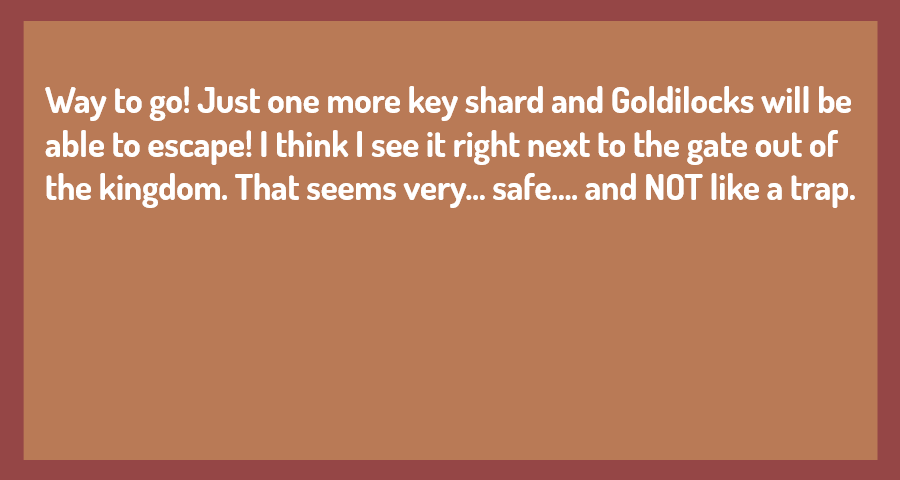 Way to go! Just one more key shard and Goldilocks will be
able to escape! I think I see it right next to the gate out of
the kingdom. That seems very... safe.... and NOT like a trap.